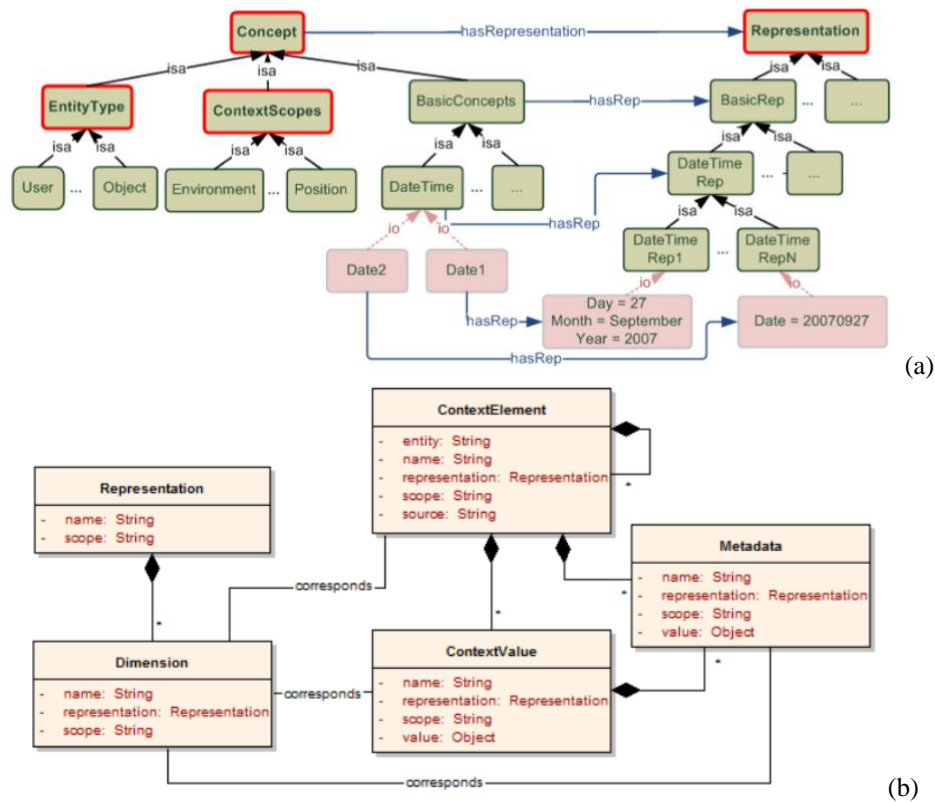 Concept
hasRepresentation
Representation
isa
isa
isa
isa
isa
EntityType
ContextScopes
BasicConcepts
hasRep
BasicRep
...
...
isa
isa
isa
isa
isa
isa
isa
isa
User
...
Object
Environment
...
Position
DateTime
...
...
DateTime
Rep
...
...
hasRep
io
io
isa
isa
Date2
Date1
DateTime
Rep1
...
DateTime
RepN
io
io
hasRep
Day = 27
Month = September
Year = 2007
Date = 20070927
hasRep
(a)
ContextElement
- entity: String
- name: String
- representation: Representation
- scope: String
- source: String
*
Representation
- name: String
- scope: String
*
corresponds
*
*
Metadata
- name: String
- representation: Representation
- scope: String
- value: Object
Dimension
- name: String
- representation: Representation
- scope: String
corresponds
ContextValue
- name: String
- representation: Representation
- scope: String
- value: Object
*
corresponds
(b)